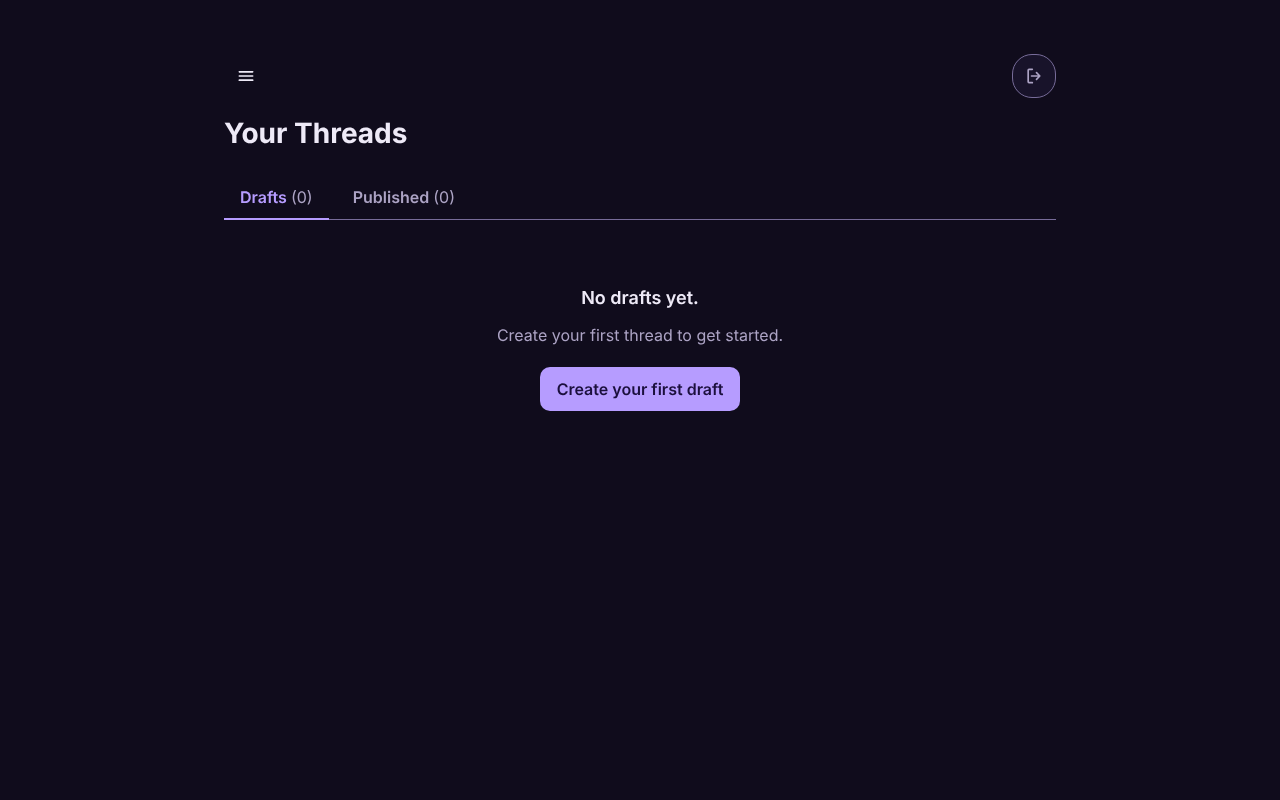 Your Threads
Drafts (0) Published (0)
No drafts yet.
Create your first thread to get started.
Create your first draft